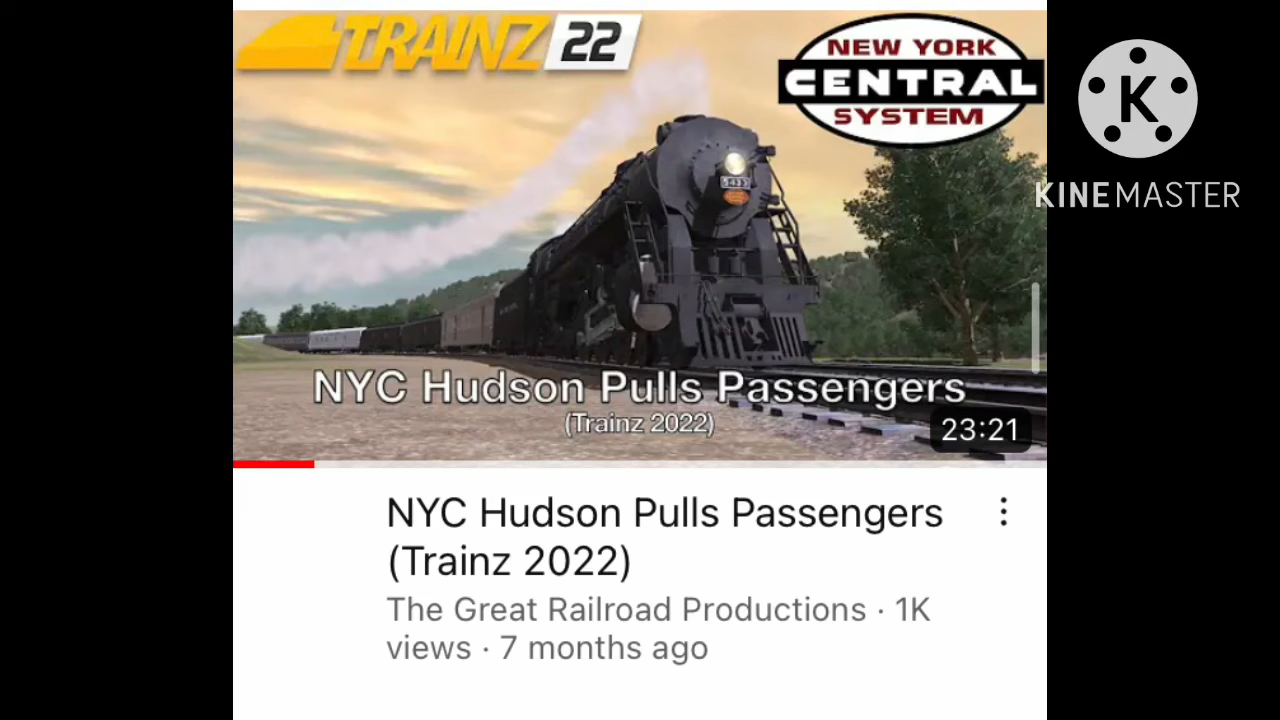 TRAINZ 22
NEW YORK
CENTRAL
SYSTEM
K
KINEMASTER
NYC Hudson Pulls Passengers
(Trainz 2022)
23:21
NYC Hudson Pulls Passengers
(Trainz 2022)
The Great Railroad Productions · 1K
views · 7 months ago